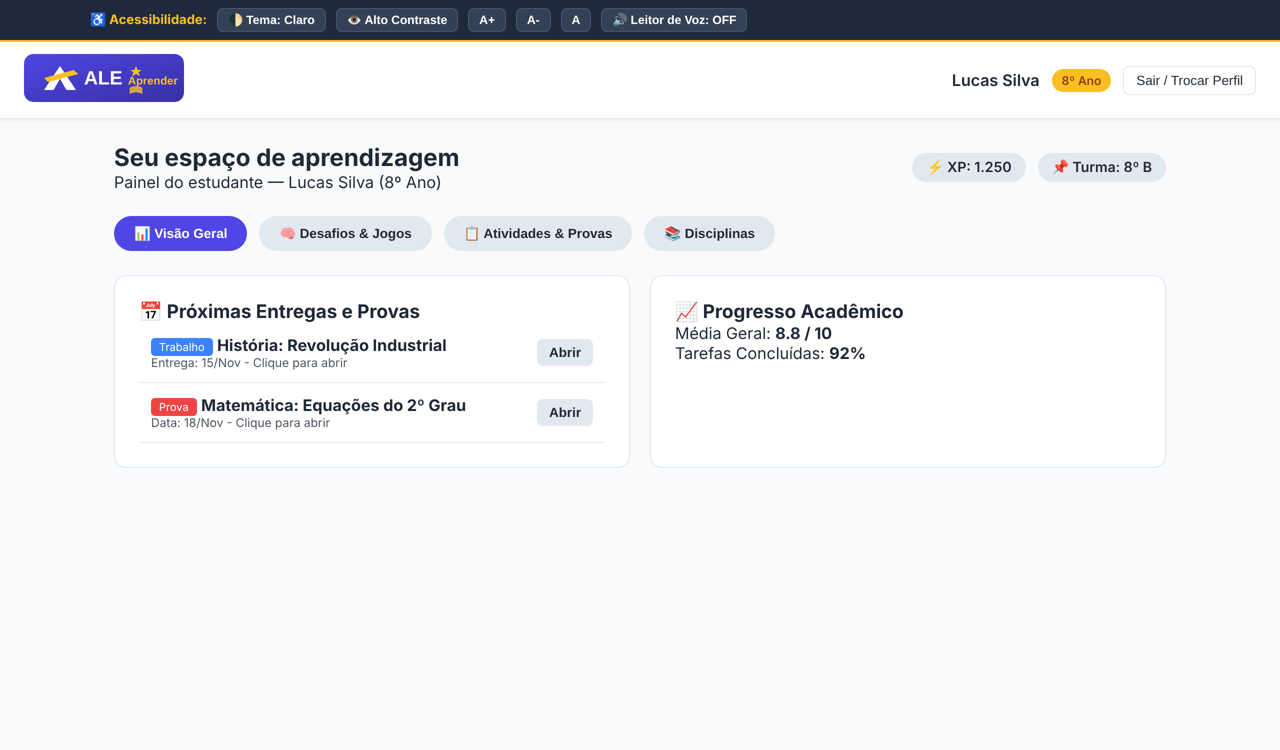 ♿ Acessibilidade: 🌓 Tema: Claro 👁️ Alto Contraste A+ A- A 🔊 Leitor de Voz: OFF
ALE Aprender
Lucas Silva 8º Ano Sair / Trocar Perfil
Seu espaço de aprendizagem
Painel do estudante — Lucas Silva (8º Ano)
⚡ XP: 1.250 📌 Turma: 8º B
📊 Visão Geral 🧠 Desafios & Jogos 📋 Atividades & Provas 📚 Disciplinas
📅 Próximas Entregas e Provas
Trabalho História: Revolução Industrial
Entrega: 15/Nov - Clique para abrir
Abrir
Prova Matemática: Equações do 2º Grau
Data: 18/Nov - Clique para abrir
Abrir
📈 Progresso Acadêmico
Média Geral: 8.8 / 10
Tarefas Concluídas: 92%